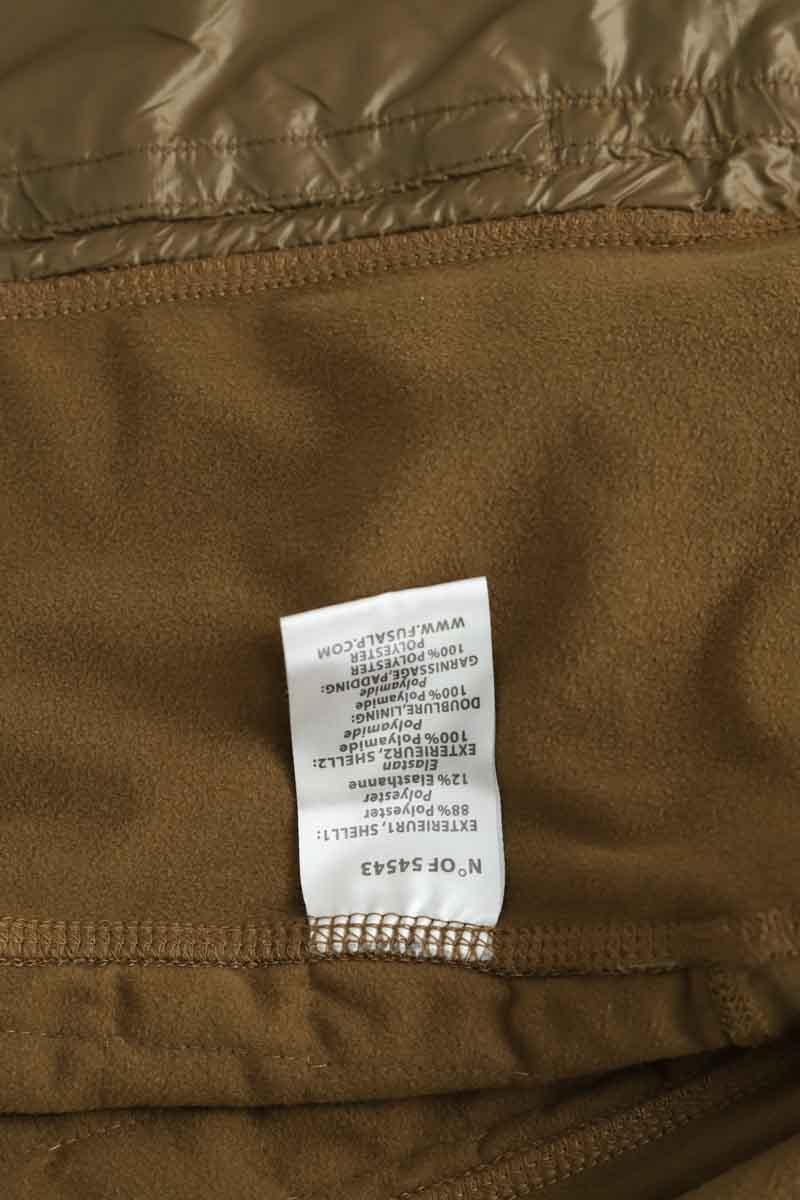 N° OF 54543
EXTERIEUR1, SHELL1:
88% Polyester
Polyester
12% Elasthanne
Elastan
EXTERIEUR2, SHELL2:
100% Polyamide
Polyamide
DOUBLURE,LINING:
100% Polyamide
Polyamide
GARNISSAGE,PADDING:
100% POLYESTER
POLYESTER
WWW.FUSALP.COM